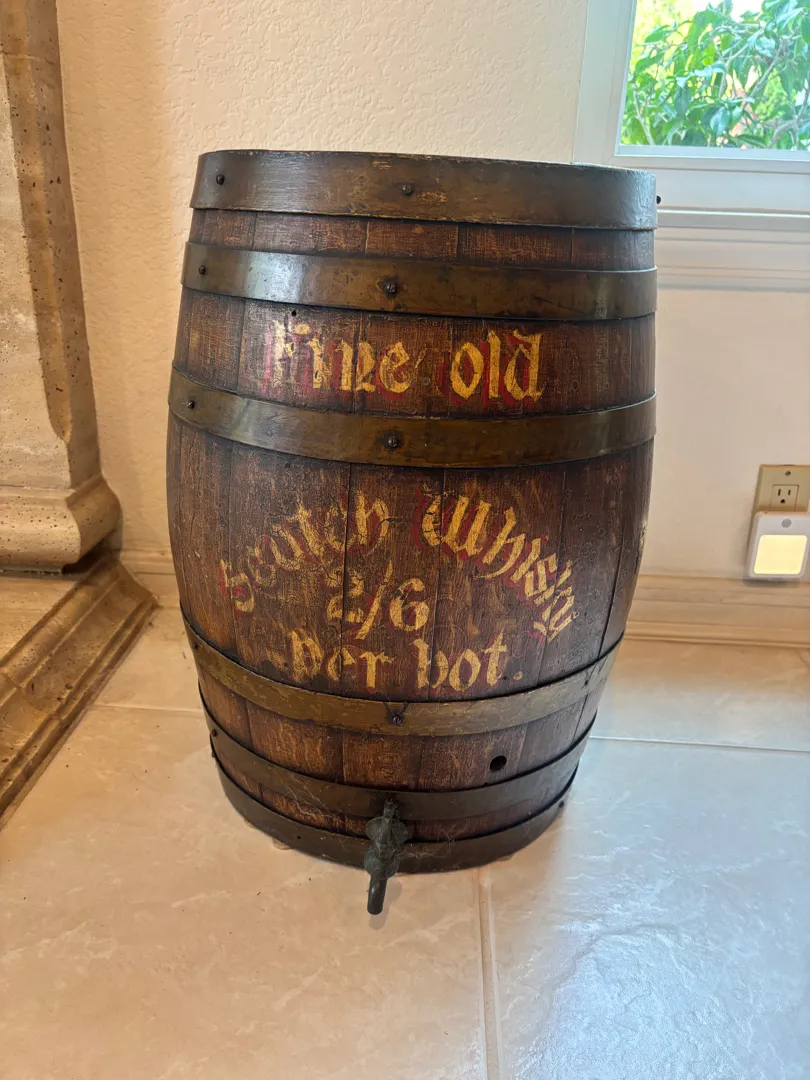 Fine old
Scotch Whisky
2/6
Per bot.